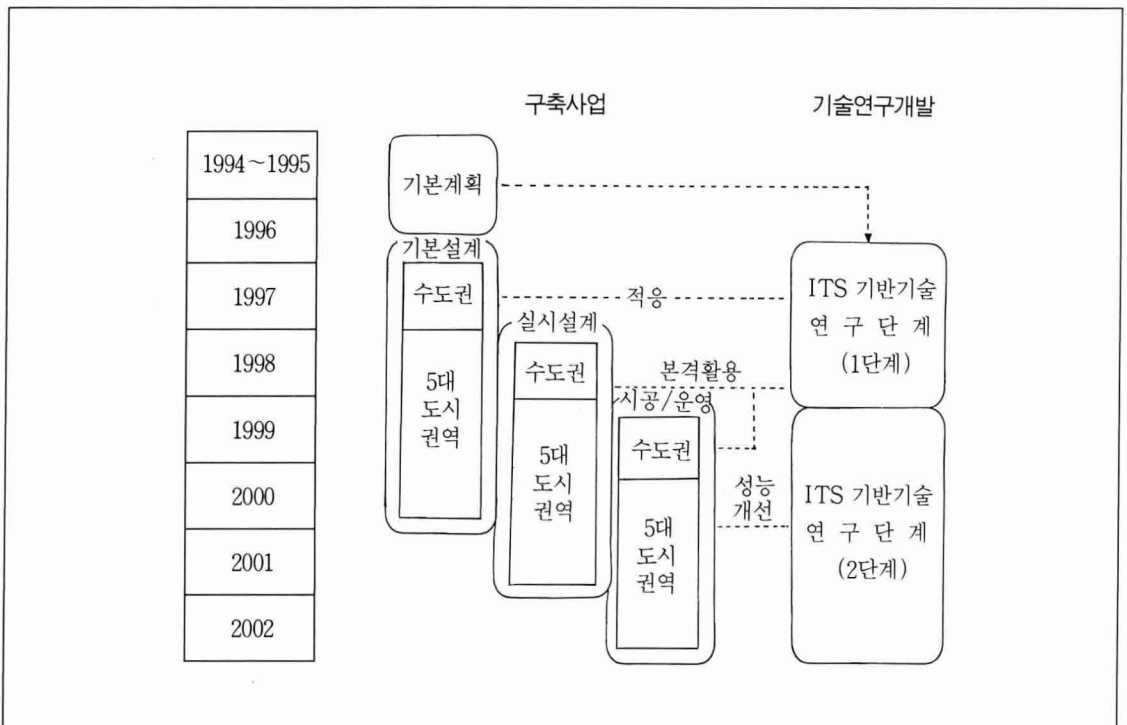 구축사업
기술연구개발
1994~1995
1996
1997
1998
1999
2000
2001
2002
기본계획
기본설계
수도권
5대
도시
권역
실시설계
수도권
5대
도시
권역
시공/운영
수도권
5대
도시
권역
적응
본격활용
성능
개선
ITS 기반기술
연 구 단 계
(1단계)
ITS 기반기술
연 구 단 계
(2단계)